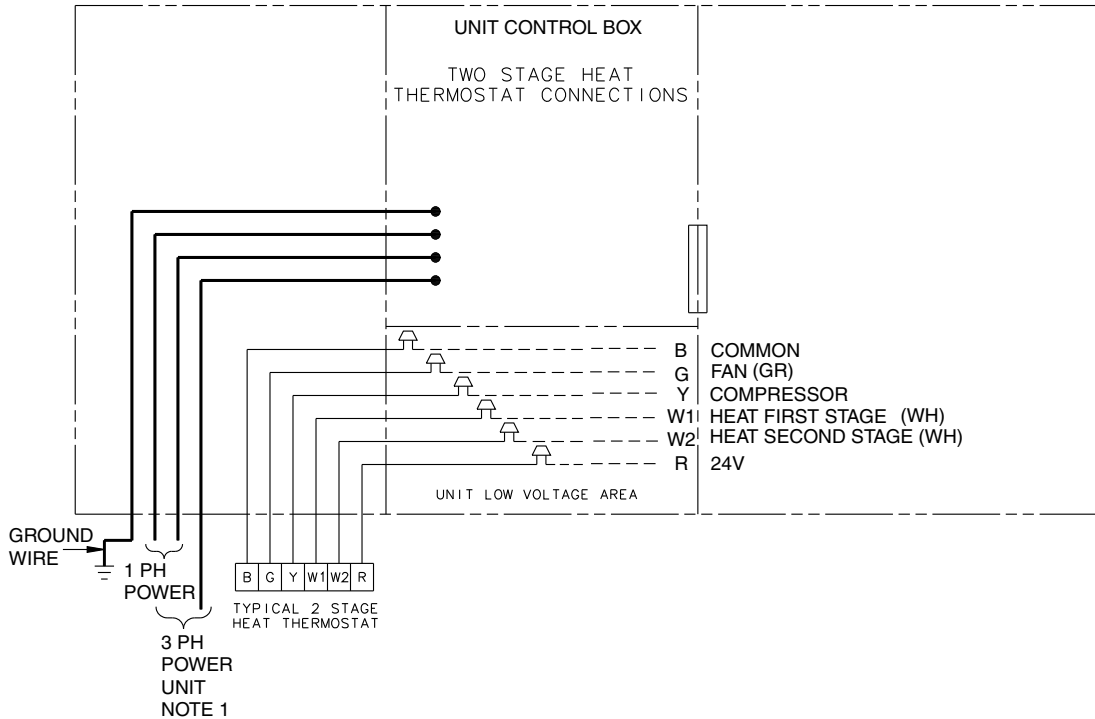 UNIT CONTROL BOX
TWO STAGE HEAT
THERMOSTAT CONNECTIONS
B COMMON
G FAN (GR)
Y COMPRESSOR
W1 HEAT FIRST STAGE (WH)
W2 HEAT SECOND STAGE (WH)
R 24V
UNIT LOW VOLTAGE AREA
GROUND
WIRE
1 PH
POWER
B G Y W1 W2 R
TYPICAL 2 STAGE
HEAT THERMOSTAT
3 PH
POWER
UNIT
NOTE 1